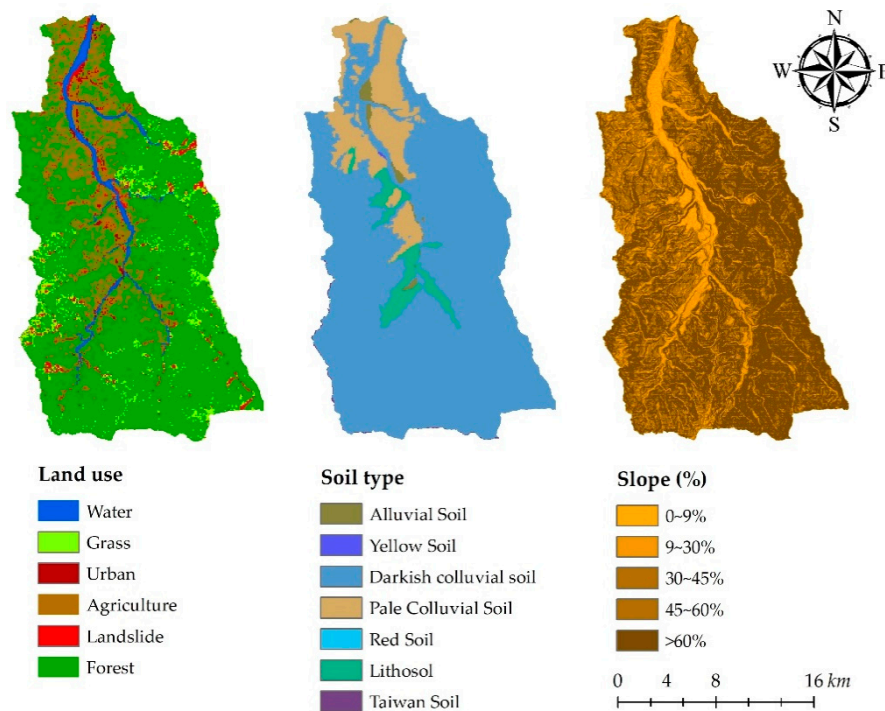 N
W E
S
Land use
Water
Grass
Urban
Agriculture
Landslide
Forest
Soil type
Alluvial Soil
Yellow Soil
Darkish colluvial soil
Pale Colluvial Soil
Red Soil
Lithosol
Taiwan Soil
Slope (%)
0~9%
9~30%
30~45%
45~60%
>60%
0 4 8 16 km